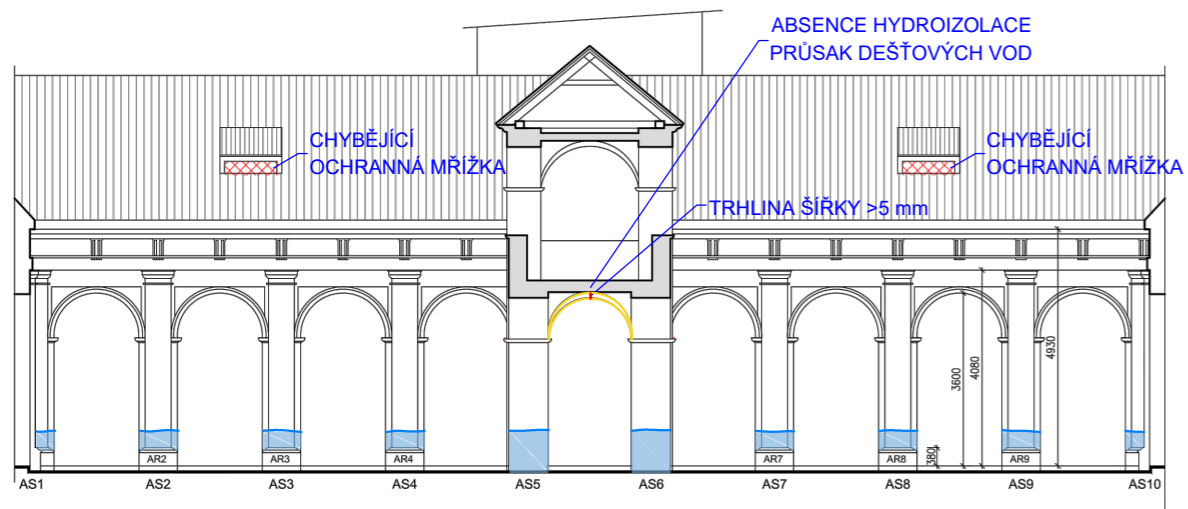 ABSENCE HYDROIZOLACE
PRŮSAK DEŠŤOVÝCH VOD
CHYBĚJÍCÍ
OCHRANNÁ MŘÍŽKA
CHYBĚJÍCÍ
OCHRANNÁ MŘÍŽKA
TRHLINA ŠÍŘKY >5 mm
3600
4080
4930
380
AR2
AR3
AR4
AR7
AR8
AR9
AS1
AS2
AS3
AS4
AS5
AS6
AS7
AS8
AS9
AS10